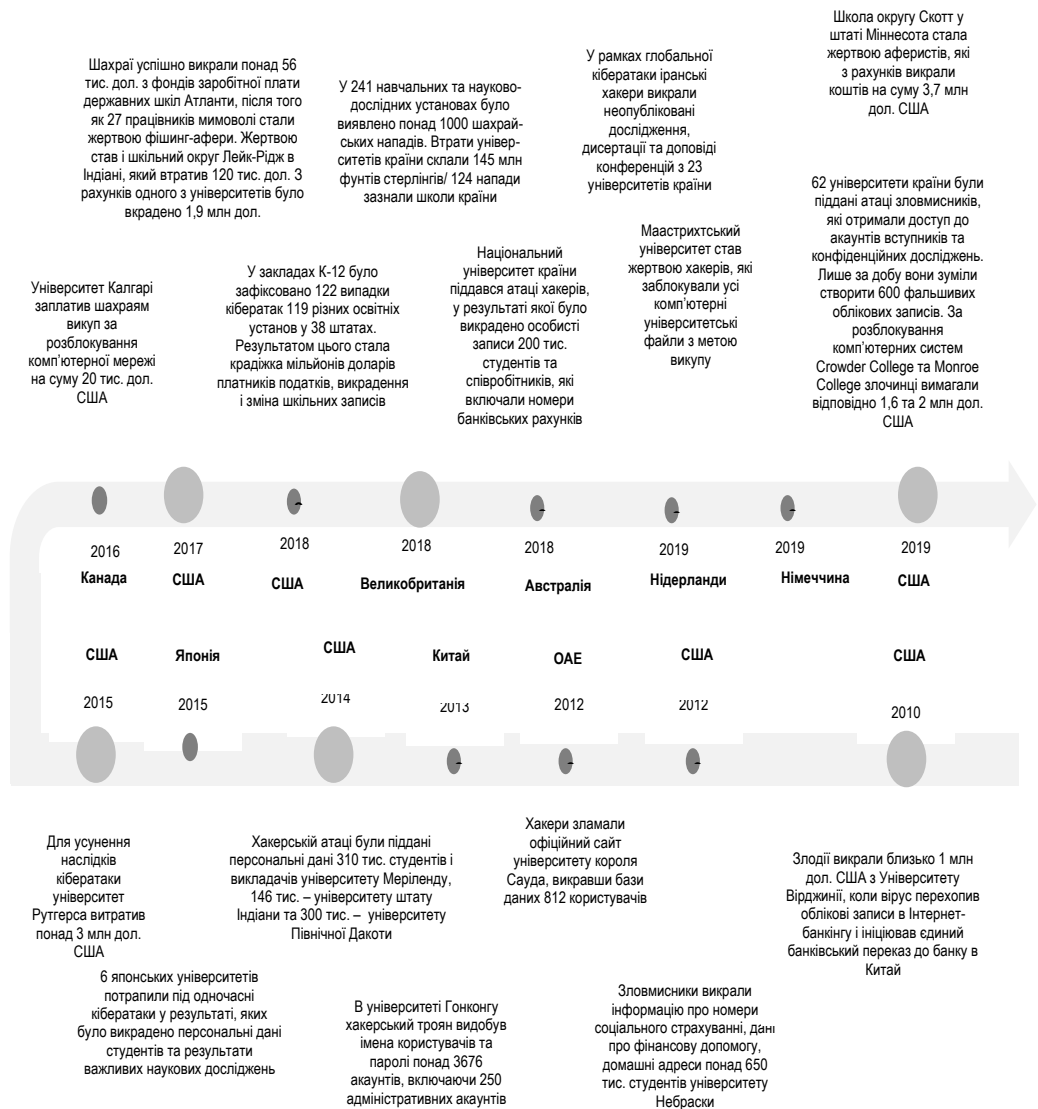 Школа округу Скотт у
штаті Міннесота стала
жертвою аферистів, які
з рахунків викрали
коштів на суму 3,7 млн
дол. США
Шахраї успішно викрали понад 56
тис. дол. з фондів заробітної плати
державних шкіл Атланти, після того
як 27 працівників мимоволі стали
жертвою фішинг-афери. Жертвою
став і шкільний округ Лейк-Рідж в
Індіані, який втратив 120 тис. дол. З
рахунків одного з університетів було
вкрадено 1,9 млн дол.
У 241 навчальних та науково-
дослідних установах було
виявлено понад 1000 шахрай-
ських нападів. Втрати універ-
ситетів країни склали 145 млн
фунтів стерлінгів/ 124 напади
зазнали школи країни
У рамках глобальної
кібератаки іранські
хакери викрали
неопубліковані
дослідження,
дисертації та доповіді
конференцій з 23
університетів країни
62 університети країни були
піддані атаці зловмисників,
які отримали доступ до
акаунтів вступників та
конфіденційних досліджень.
Лише за добу вони зуміли
створити 600 фальшивих
облікових записів. За
розблокування
комп’ютерних систем
Crowder College та Monroe
College злочинці вимагали
відповідно 1,6 та 2 млн дол.
США
Університет Калгарі
заплатив шахраям
викуп за
розблокування
комп’ютерної мережі
на суму 20 тис. дол.
США
У закладах К-12 було
зафіксовано 122 випадки
кібератак 119 різних освітніх
установ у 38 штатах.
Результатом цього стала
крадіжка мільйонів доларів
платників податків, викрадення
і зміна шкільних записів
Національний
університет країни
піддався атаці хакерів,
у результаті якої було
викрадено особисті
записи 200 тис.
студентів та
співробітників, які
включали номери
банківських рахунків
Маастрихтський
університет став
жертвою хакерів, які
заблокували усі
комп’ютерні
університетські
файли з метою
викупу
2016 2017 2018 2018 2018 2019 2019 2019
Канада США США Великобританія Австралія Нідерланди Німеччина США
США Японія США Китай ОАЕ США США
2015 2015 2014 2013 2012 2012 2010
Для усунення
наслідків
кібератаки
університет
Рутгерса витратив
понад 3 млн дол.
США
Хакерській атаці були піддані
персональні дані 310 тис. студентів і
викладачів університету Меріленду,
146 тис. – університету штату
Індіани та 300 тис. – університету
Північної Дакоти
Хакери зламали
офіційний сайт
університету короля
Сауда, викравши бази
даних 812 користувачів
Злодії викрали близько 1 млн
дол. США з Університету
Вірджинії, коли вірус перехопив
облікові записи в Інтернет-
банкінгу і ініціював єдиний
банківський переказ до банку в
Китай
6 японських університетів
потрапили під одночасні
кібератаки у результаті, яких
було викрадено персональні дані
студентів та результати
важливих наукових досліджень
В університеті Гонконгу
хакерський троян видобув
імена користувачів та
паролі понад 3676
акаунтів, включаючи 250
адміністративних акаунтів
Зловмисники викрали
інформацію про номери
соціального страхуванні, дані
про фінансову допомогу,
домашні адреси понад 650
тис. студентів університету
Небраски